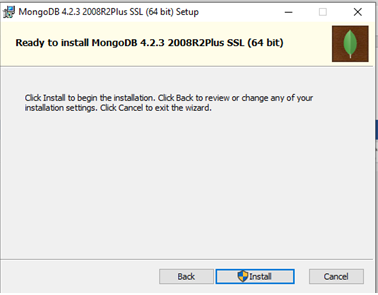 MongoDB 4.2.3 2008R2Plus SSL (64 bit) Setup
Ready to install MongoDB 4.2.3 2008R2Plus SSL (64 bit)
Click Install to begin the installation. Click Back to review or change any of your
installation settings. Click Cancel to exit the wizard.
Back Install Cancel